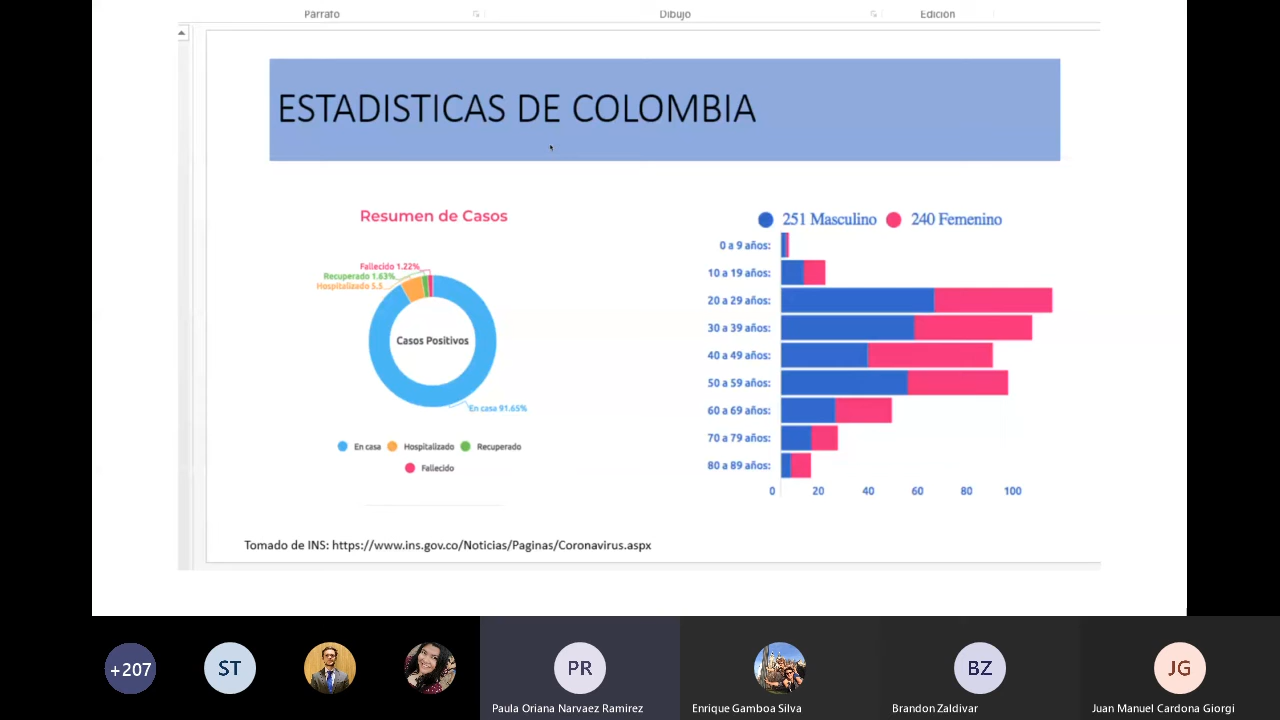 Párrafo
Dibujo
Edición
ESTADISTICAS DE COLOMBIA
Resumen de Casos
Fallecido 1.22%
Recuperado 1.63%
Hospitalizado 5.5...
Casos Positivos
En casa 91.65%
En casa
Hospitalizado
Recuperado
Fallecido
251 Masculino
240 Femenino
0 a 9 años:
10 a 19 años:
20 a 29 años:
30 a 39 años:
40 a 49 años:
50 a 59 años:
60 a 69 años:
70 a 79 años:
80 a 89 años:
0 20 40 60 80 100
Tomado de INS: https://www.ins.gov.co/Noticias/Paginas/Coronavirus.aspx
+207
ST
PR
BZ
JG
Paula Oriana Narvaez Ramirez
Enrique Gamboa Silva
Brandon Zaldivar
Juan Manuel Cardona Giorgi